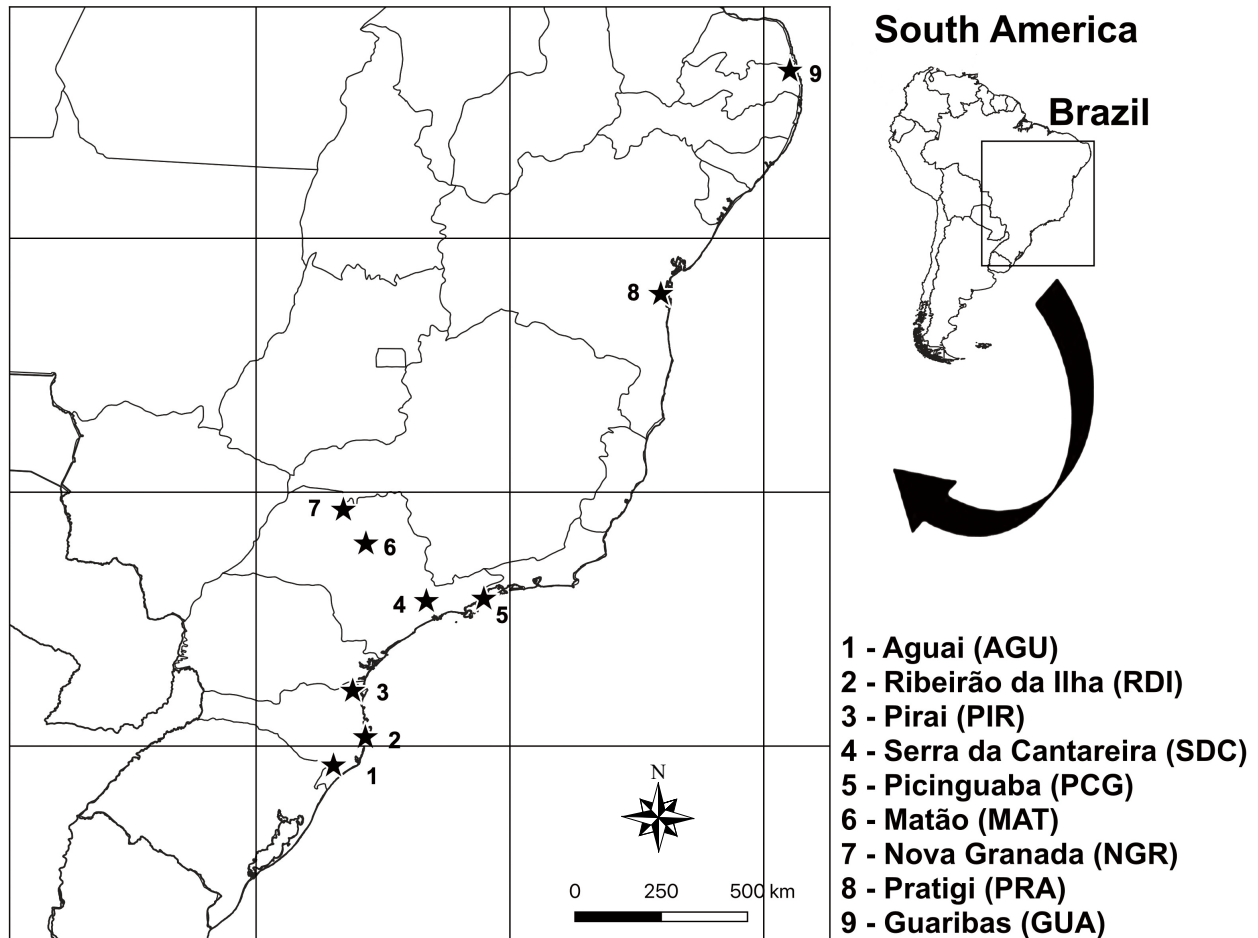 South America
Brazil
9
8
7
6
4
5
3
2
1
N
0 250 500 km
1 - Aguai (AGU)
2 - Ribeirão da Ilha (RDI)
3 - Pirai (PIR)
4 - Serra da Cantareira (SDC)
5 - Picinguaba (PCG)
6 - Matão (MAT)
7 - Nova Granada (NGR)
8 - Pratigi (PRA)
9 - Guaribas (GUA)